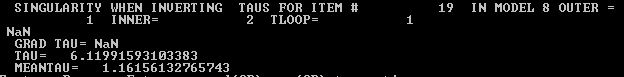 SINGULARITY WHEN INVERTING TAUS FOR ITEM # 19 IN MODEL 8 OUTER =
1 INNER= 2 TLOOP= 1
NaN
GRAD TAU= NaN
TAU= 6.11991593103383
MEANTAU= 1.16156132765743